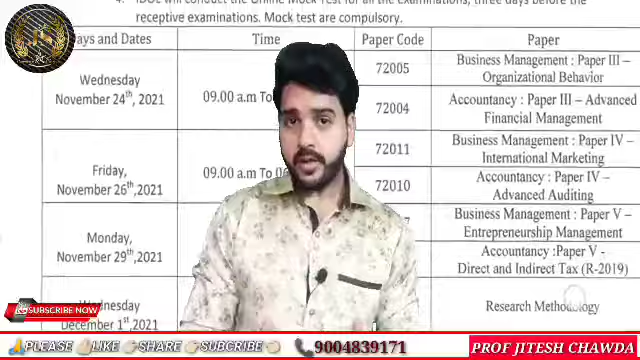 4. IDOL will conduct the Online Mock Test for all the Examinations, three days before the
receptive examinations. Mock test are compulsory.
Days and Dates Time Paper Code Paper
Wednesday
November 24th, 2021
09.00 a.m To
72005
Business Management : Paper III –
Organizational Behavior
72004
Accountancy : Paper III – Advanced
Financial Management
Friday,
November 26th, 2021
09.00 a.m To 06
72011
Business Management : Paper IV –
International Marketing
72010
Accountancy : Paper IV –
Advanced Auditing
Monday,
November 29th, 2021
7
Business Management : Paper V –
Entrepreneurship Management
Accountancy :Paper V -
Direct and Indirect Tax (R-2019)
Wednesday
December 1st, 2021
Research Methodology
SUBSCRIBE NOW
PLEASE LIKE SHARE SUBSCRIBE 9004839171 PROF JITESH CHAWDA